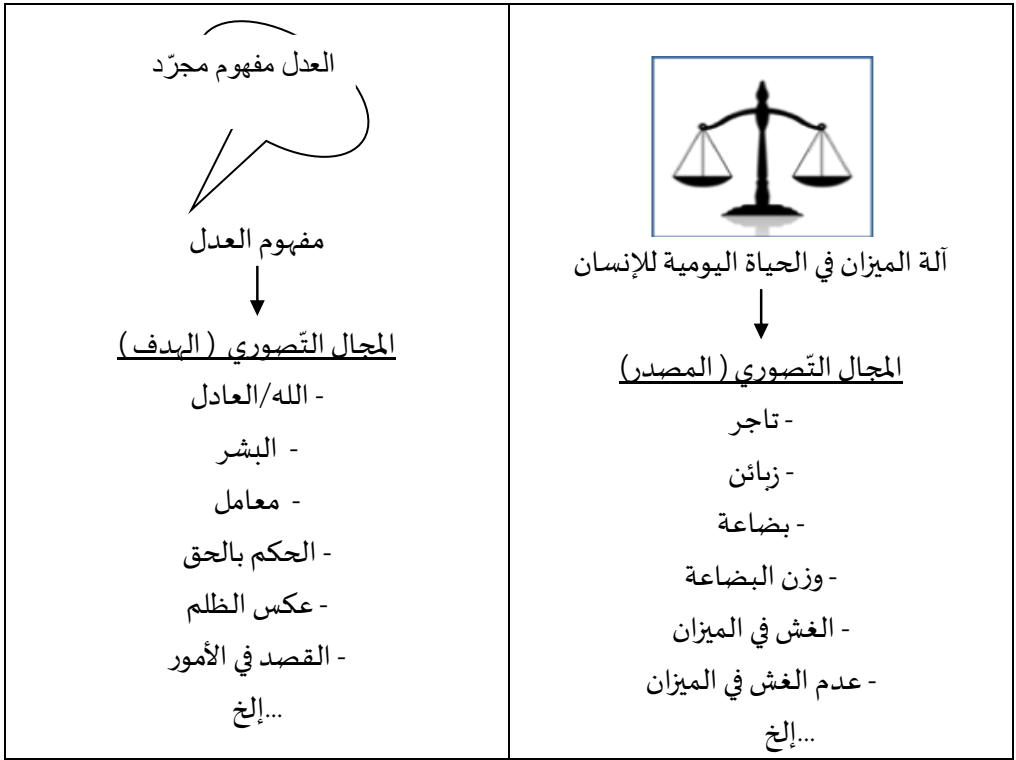 آلة الميزان في الحياة اليومية للإنسان
المجال التّصوري ( المصدر)
- تاجر
- زبائن
- بضاعة
- وزن البضاعة
- الغش في الميزان
- عدم الغش في الميزان
...إلخ
العدل مفهوم مجرّد
مفهوم العدل
المجال التّصوري ( الهدف )
- الله/العادل
- البشر
- معامل
- الحكم بالحق
- عكس الظلم
- القصد في الأمور
...إلخ